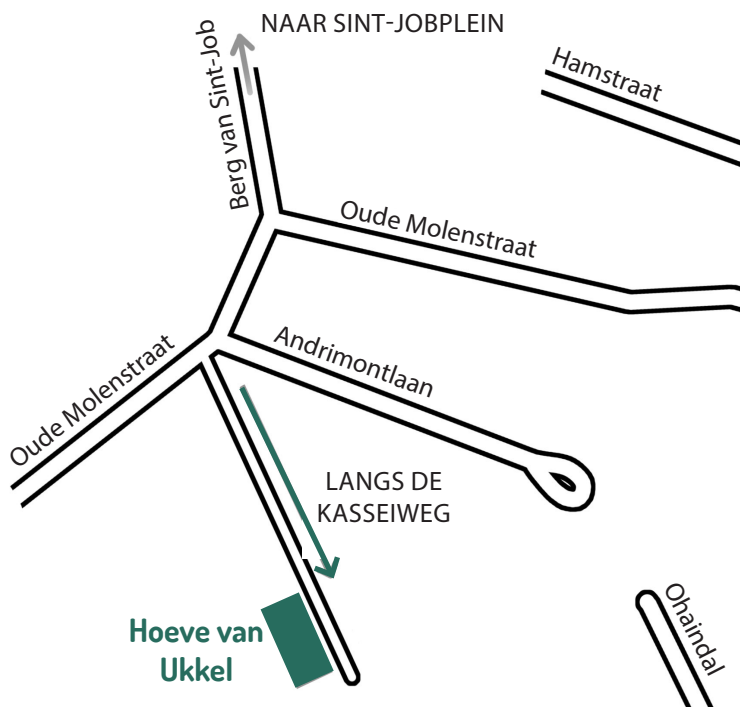 NAAR SINT-JOBPLEIN
Berg van Sint-Job
Hamstraat
Oude Molenstraat
Andrimontlaan
Oude Molenstraat
LANGS DE
KASSEIWEG
Hoeve van
Ukkel
Ohaindal